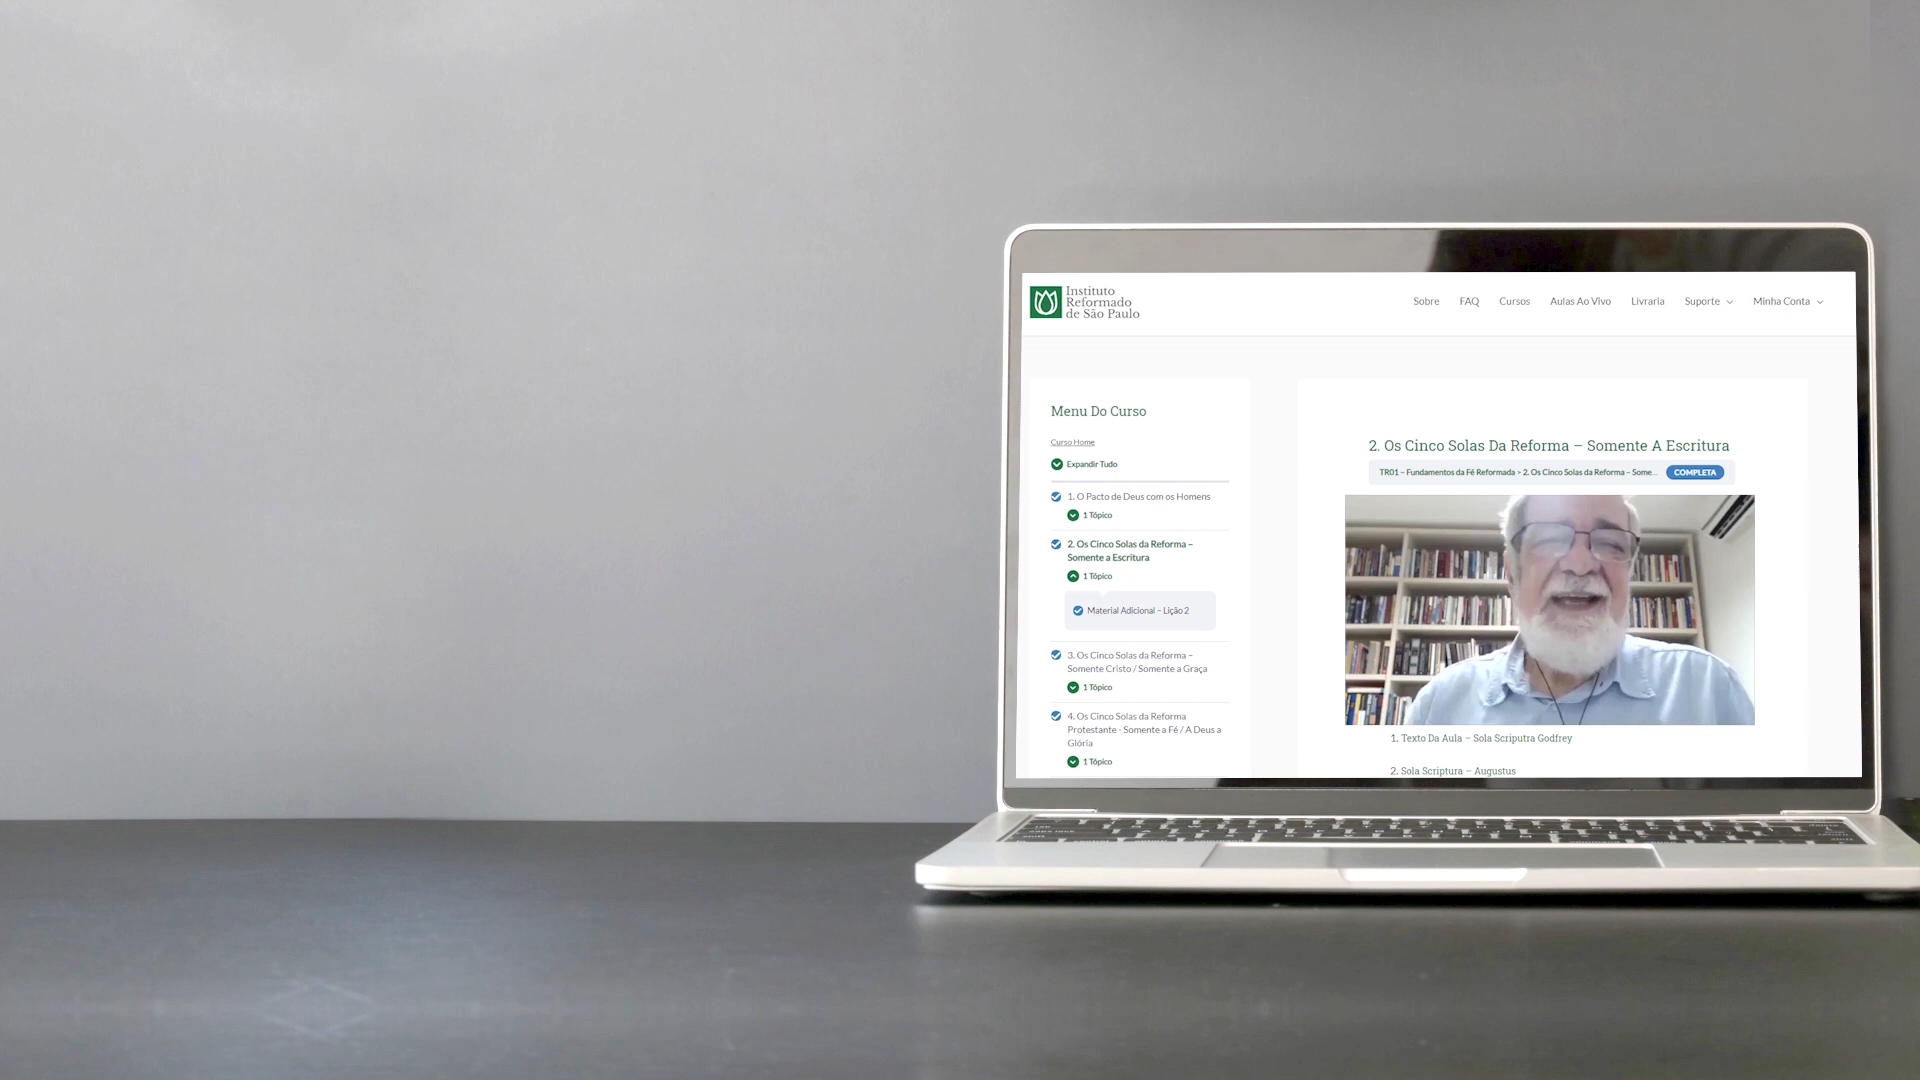 Instituto
Reformado
de São Paulo
Sobre
FAQ
Cursos
Aulas Ao Vivo
Livraria
Suporte
Minha Conta
Menu Do Curso
Curso Home
Expandir Tudo
1. O Pacto de Deus com os Homens
1 Tópico
2. Os Cinco Solas da Reforma –
Somente a Escritura
1 Tópico
Material Adicional – Lição 2
3. Os Cinco Solas da Reforma –
Somente Cristo / Somente a Graça
1 Tópico
4. Os Cinco Solas da Reforma
Protestante - Somente a Fé / A Deus a
Glória
1 Tópico
2. Os Cinco Solas Da Reforma – Somente A Escritura
TR01 – Fundamentos da Fé Reformada > 2. Os Cinco Solas da Reforma – Some...
COMPLETA
1. Texto Da Aula – Sola Scriputra Godfrey
2. Sola Scriptura – Augustus